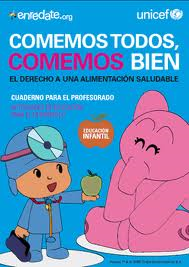 enredate.org
unicef
COMEMOS TODOS,
COMEMOS BIEN
EL DERECHO A UNA ALIMENTACIÓN SALUDABLE
CUADERNO PARA EL PROFESORADO
EDUCACIÓN
INFANTIL